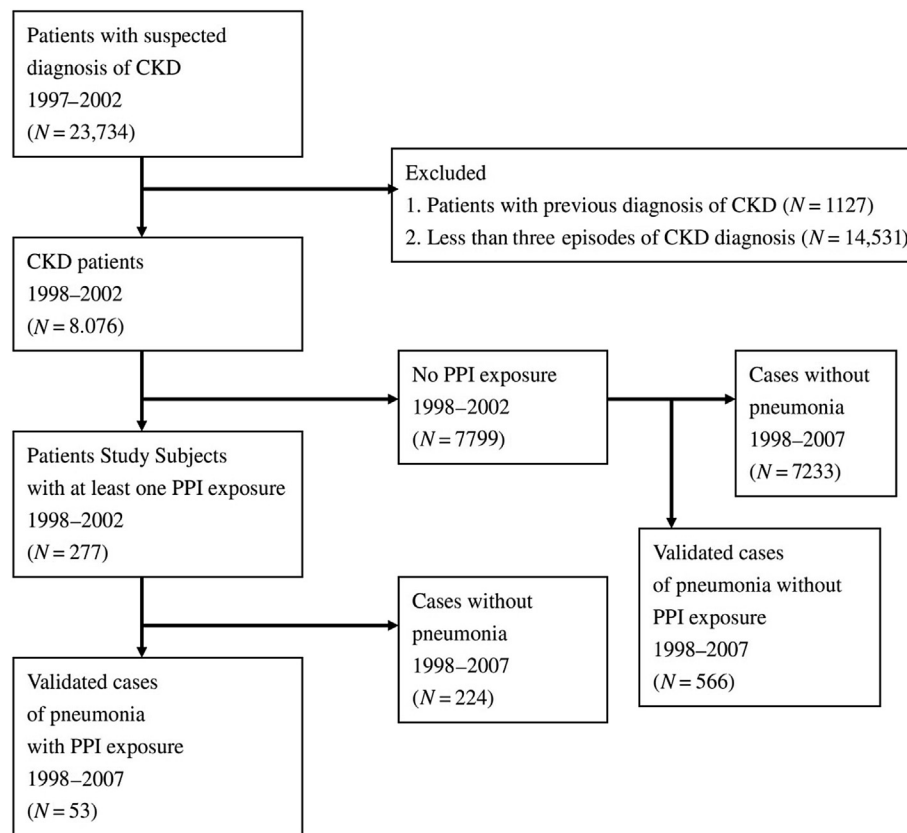 Patients with suspected
diagnosis of CKD
1997–2002
(N = 23,734)
Excluded
1. Patients with previous diagnosis of CKD (N = 1127)
2. Less than three episodes of CKD diagnosis (N = 14,531)
CKD patients
1998–2002
(N = 8.076)
No PPI exposure
1998–2002
(N = 7799)
Cases without
pneumonia
1998–2007
(N = 7233)
Patients Study Subjects
with at least one PPI exposure
1998–2002
(N = 277)
Validated cases
of pneumonia without
PPI exposure
1998–2007
(N = 566)
Cases without
pneumonia
1998–2007
(N = 224)
Validated cases
of pneumonia
with PPI exposure
1998–2007
(N = 53)